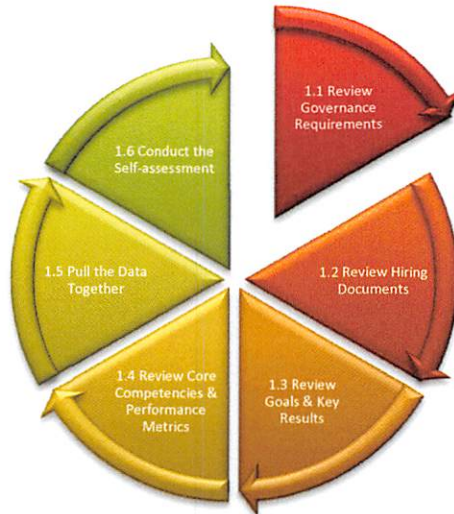 1.1 Review
Governance
Requirements
1.2 Review Hiring
Documents
1.3 Review
Goals & Key
Results
1.4 Review Core
Competencies &
Performance
Metrics
1.5 Pull the Data
Together
1.6 Conduct the
Self-assessment